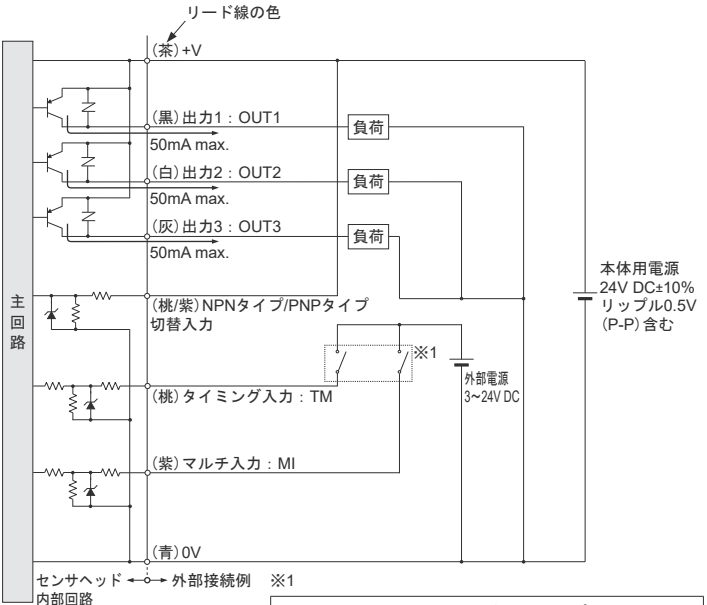 リード線の色
(茶)+V
(黒)出力1：OUT1
負荷
50mA max.
(白)出力2：OUT2
負荷
50mA max.
(灰)出力3：OUT3
負荷
50mA max.
主回路
(桃/紫)NPNタイプ/PNPタイプ
切替入力
本体用電源
24V DC±10%
リップル0.5V
(P-P)含む
※1
外部電源
3～24V DC
(桃)タイミング入力：TM
(紫)マルチ入力：MI
(青)0V
センサヘッド
内部回路
外部接続例
※1